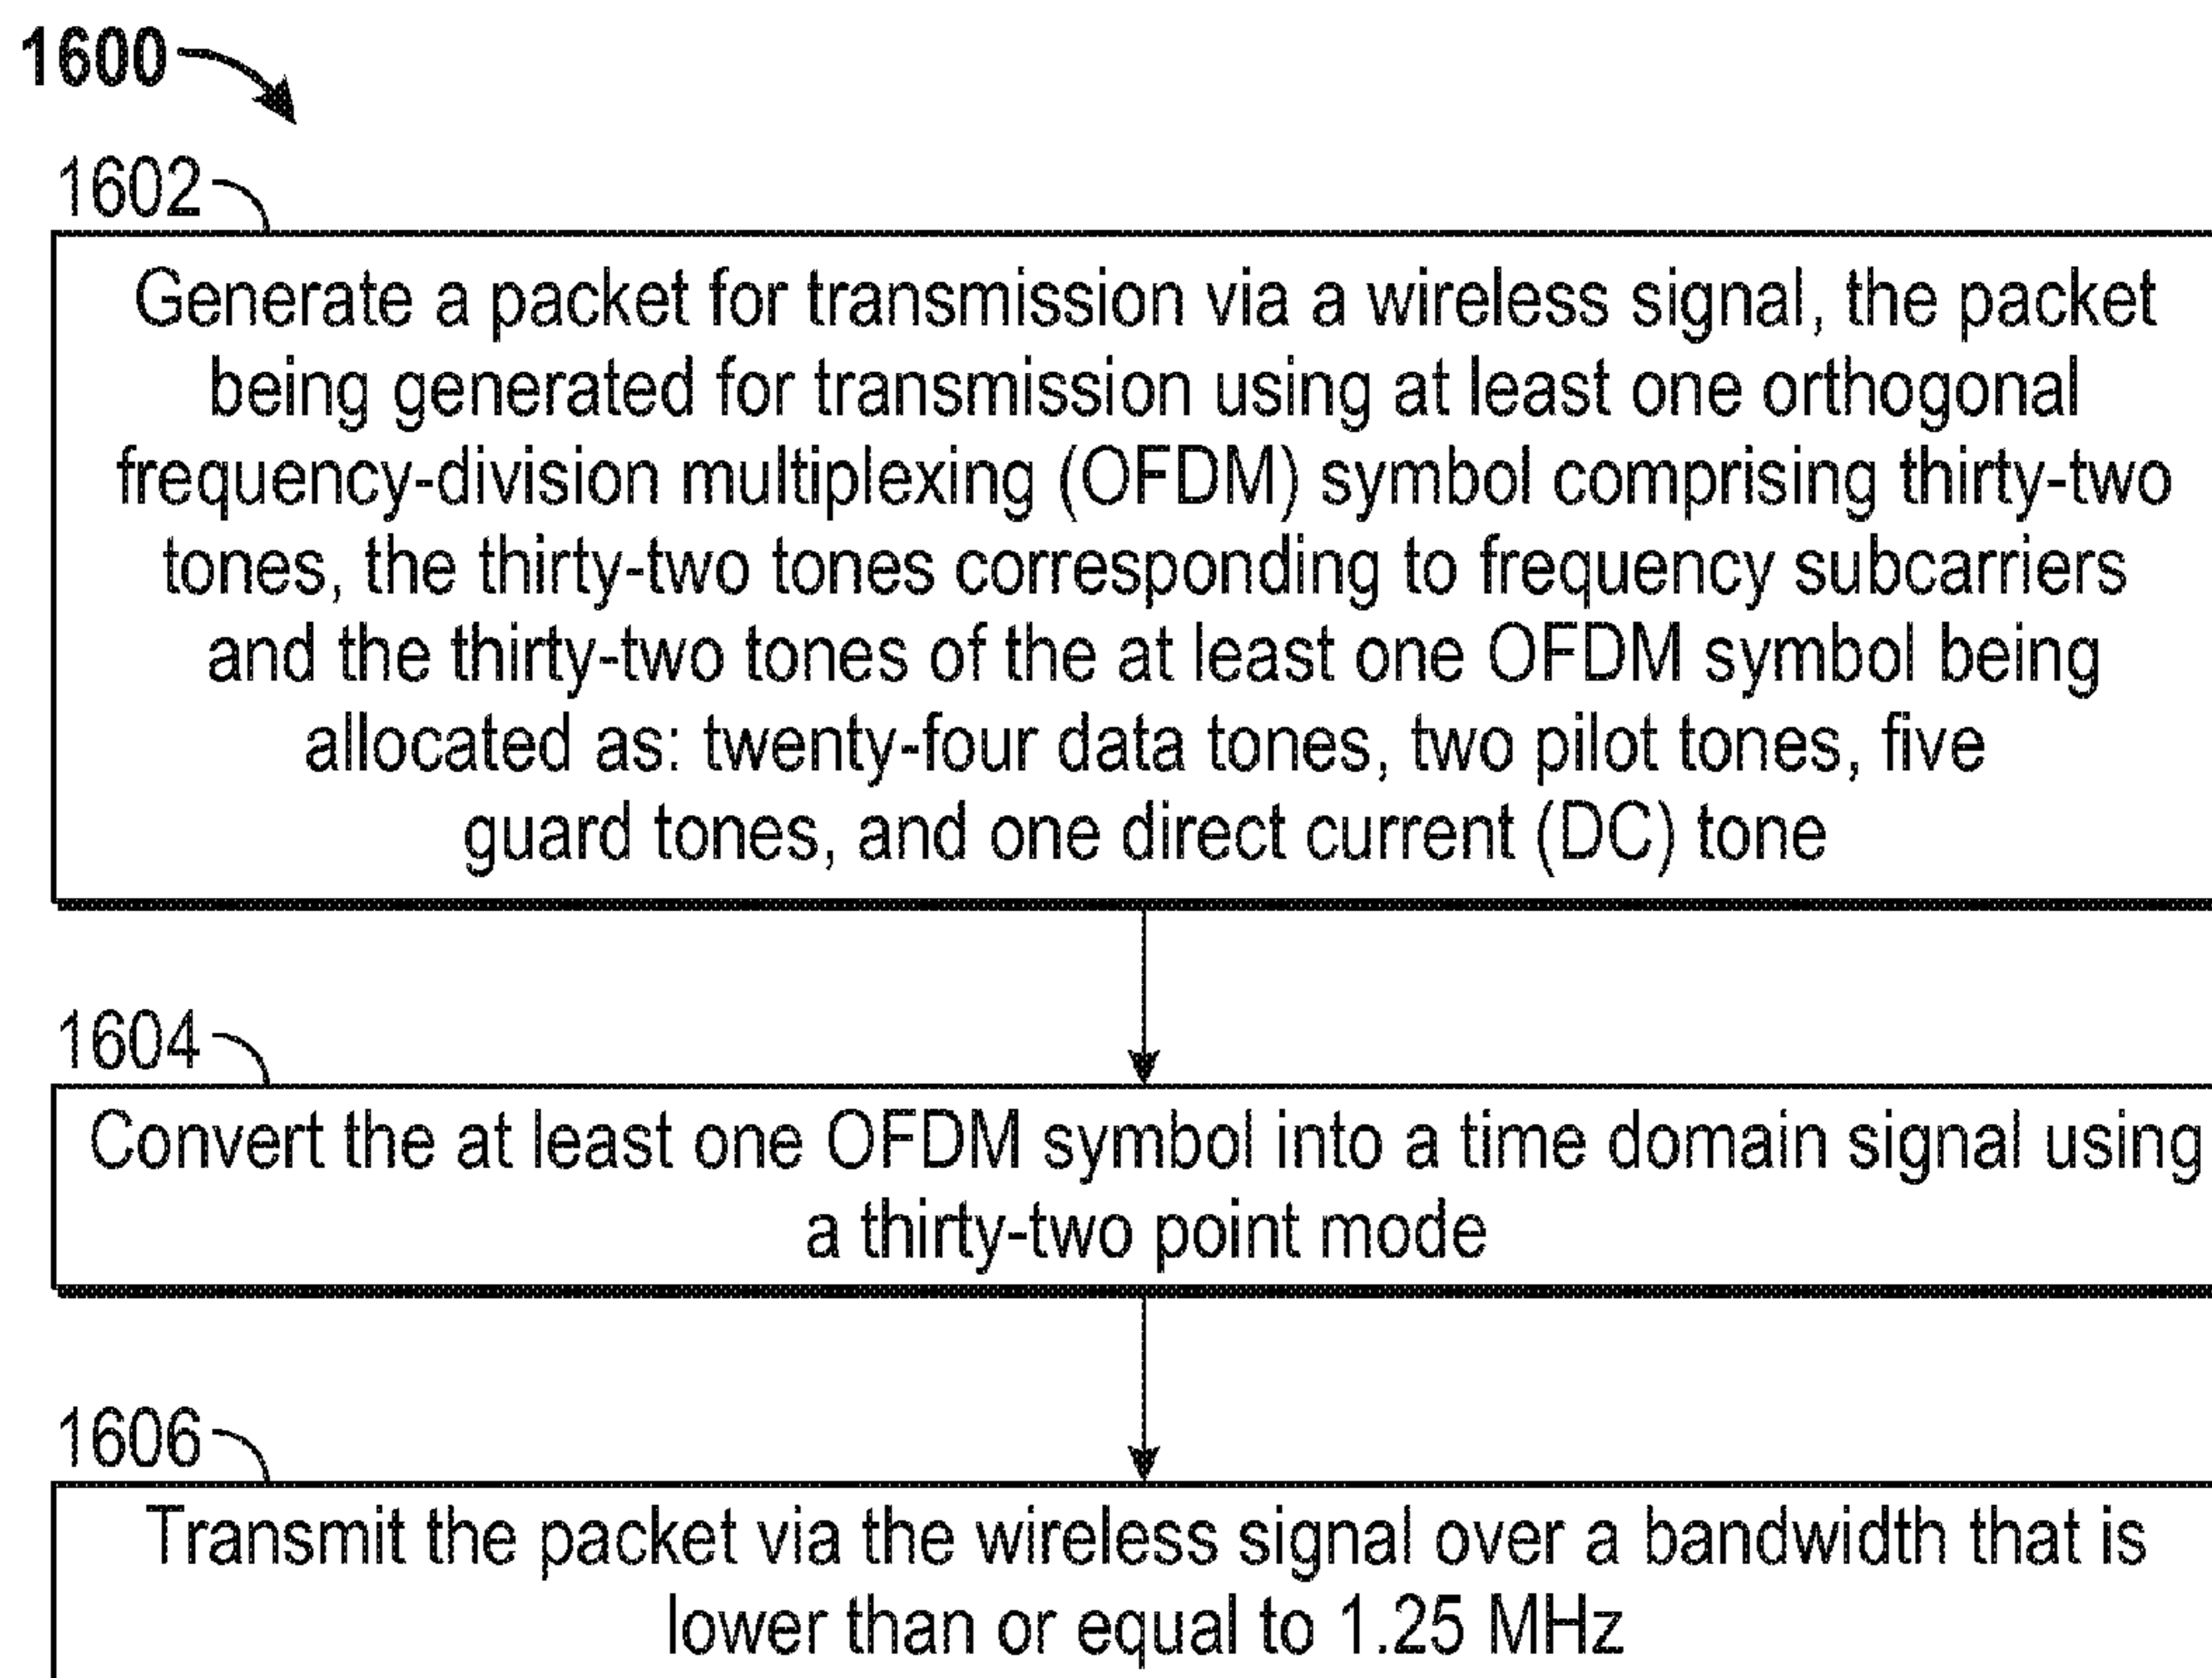 1600
1602
Generate a packet for transmission via a wireless signal, the packet
being generated for transmission using at least one orthogonal
frequency-division multiplexing (OFDM) symbol comprising thirty-two
tones, the thirty-two tones corresponding to frequency subcarriers
and the thirty-two tones of the at least one OFDM symbol being
allocated as: twenty-four data tones, two pilot tones, five
guard tones, and one direct current (DC) tone
1604
Convert the at least one OFDM symbol into a time domain signal using
a thirty-two point mode
1606
Transmit the packet via the wireless signal over a bandwidth that is
lower than or equal to 1.25 MHz